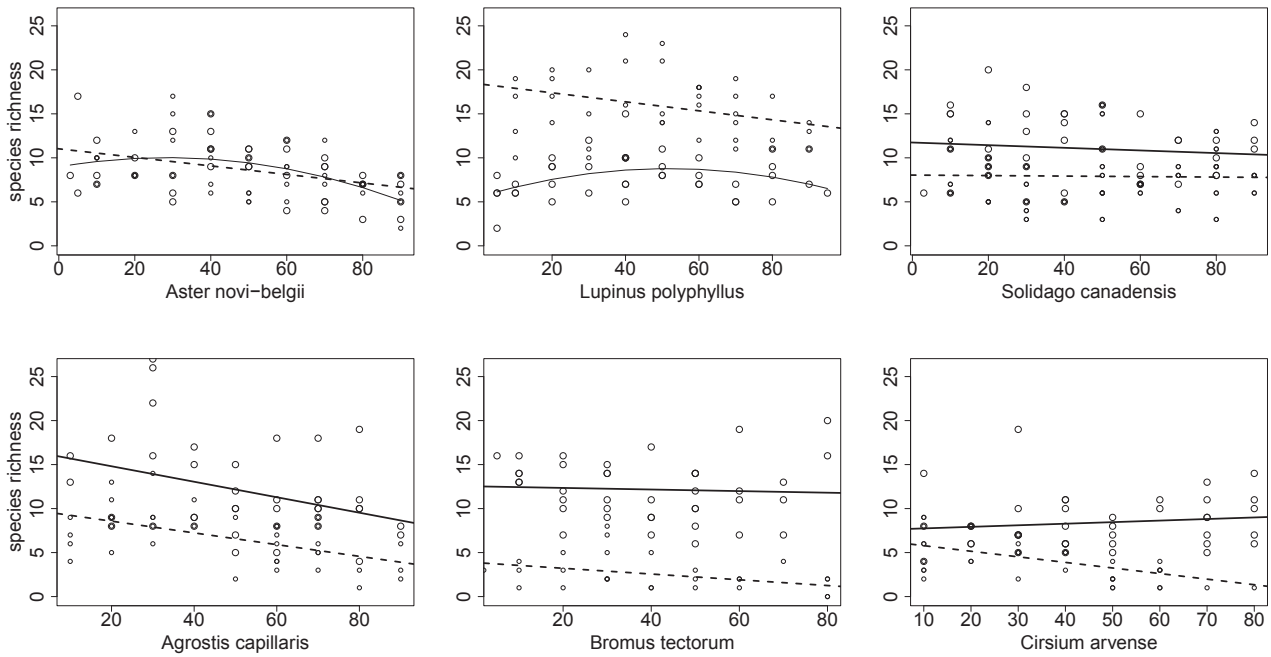 25
20
15
10
5
0
species richness
0 20 40 60 80
Aster novi−belgii
25
20
15
10
5
0
20 40 60 80
Lupinus polyphyllus
25
20
15
10
5
0
0 20 40 60 80
Solidago canadensis
25
20
15
10
5
0
species richness
20 40 60 80
Agrostis capillaris
25
20
15
10
5
0
20 40 60 80
Bromus tectorum
25
20
15
10
5
0
10 20 30 40 50 60 70 80
Cirsium arvense